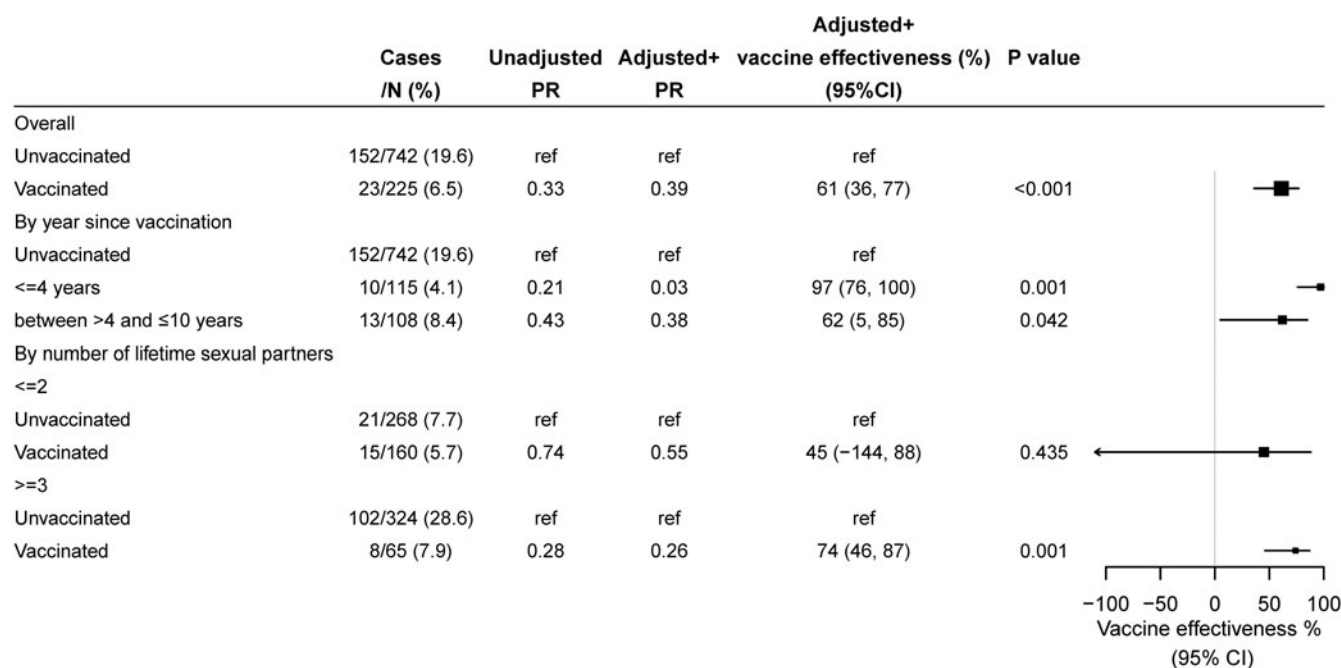 Adjusted+
Cases Unadjusted Adjusted+ vaccine effectiveness (%) P value
/N (%) PR PR (95%CI)
Overall
Unvaccinated 152/742 (19.6) ref ref ref
Vaccinated 23/225 (6.5) 0.33 0.39 61 (36, 77) <0.001
By year since vaccination
Unvaccinated 152/742 (19.6) ref ref ref
<=4 years 10/115 (4.1) 0.21 0.03 97 (76, 100) 0.001
between >4 and ≤10 years 13/108 (8.4) 0.43 0.38 62 (5, 85) 0.042
By number of lifetime sexual partners
<=2
Unvaccinated 21/268 (7.7) ref ref ref
Vaccinated 15/160 (5.7) 0.74 0.55 45 (−144, 88) 0.435
>=3
Unvaccinated 102/324 (28.6) ref ref ref
Vaccinated 8/65 (7.9) 0.28 0.26 74 (46, 87) 0.001
−100 −50 0 50 100
Vaccine effectiveness %
(95% CI)